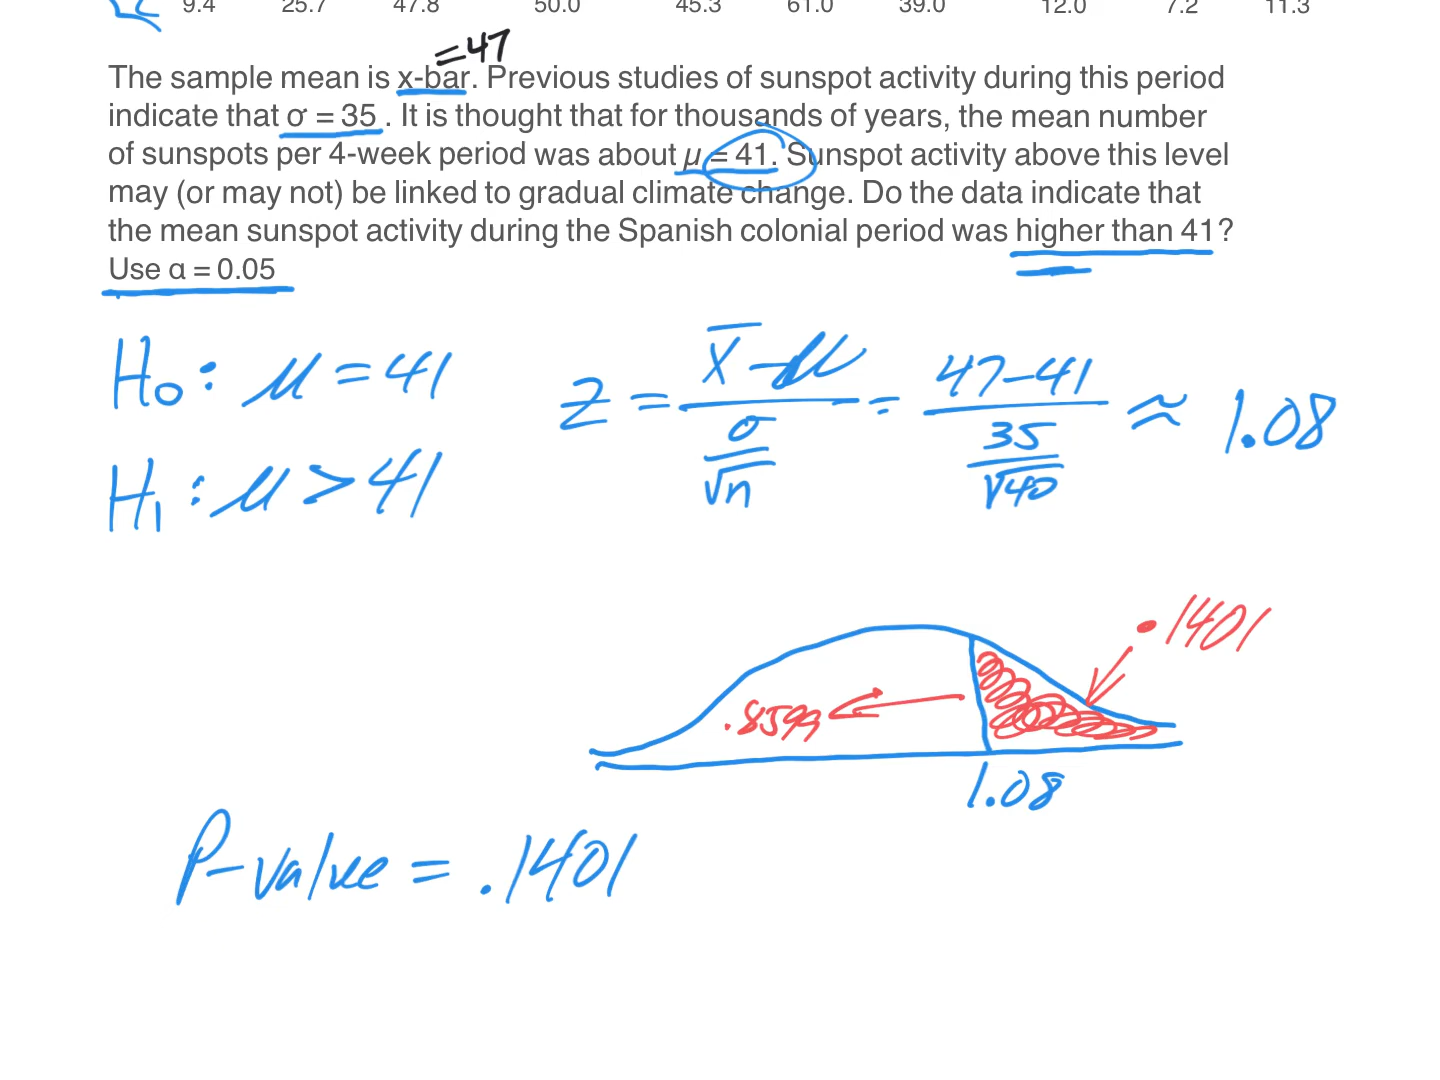 9.4 25.7 47.8 50.0 45.3 61.0 39.0 12.0 7.2 11.3
=47
The sample mean is x-bar. Previous studies of sunspot activity during this period
indicate that σ = 35 . It is thought that for thousands of years, the mean number
of sunspots per 4-week period was about μ = 41. Sunspot activity above this level
may (or may not) be linked to gradual climate change. Do the data indicate that
the mean sunspot activity during the Spanish colonial period was higher than 41?
Use α = 0.05
H₀: μ = 41
z = (x̄ - μ)/(σ/√n) = (47-41)/(35/√40) ≈ 1.08
H₁: μ > 41
.1401
.8599
1.08
P-value = .1401